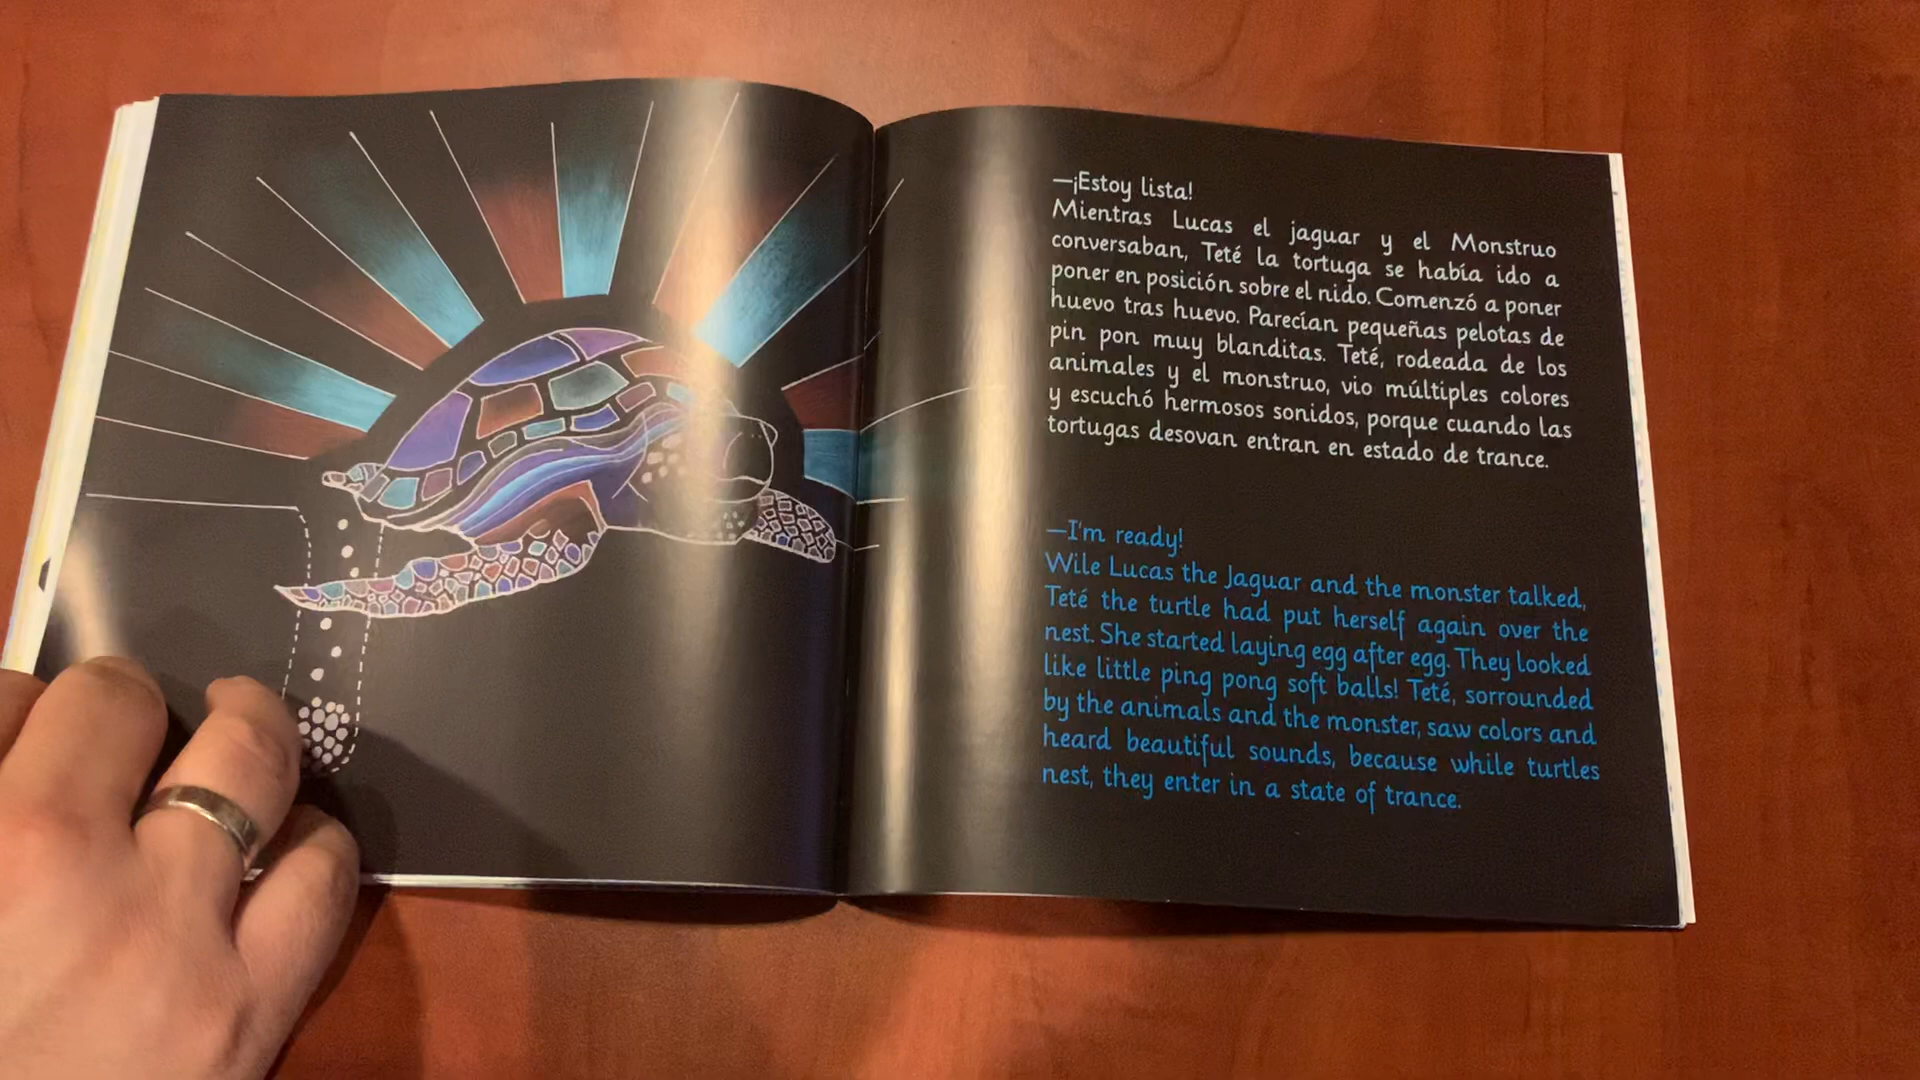 —¡Estoy lista!
Mientras Lucas el jaguar y el Monstruo
conversaban, Teté la tortuga se había ido a
poner en posición sobre el nido. Comenzó a poner
huevo tras huevo. Parecían pequeñas pelotas de
pin pon muy blanditas. Teté, rodeada de los
animales y el monstruo, vio múltiples colores
y escuchó hermosos sonidos, porque cuando las
tortugas desovan entran en estado de trance.
—I'm ready!
Wile Lucas the Jaguar and the monster talked,
Teté the turtle had put herself again over the
nest. She started laying egg after egg. They looked
like little ping pong soft balls! Teté, sorrounded
by the animals and the monster, saw colors and
heard beautiful sounds, because while turtles
nest, they enter in a state of trance.